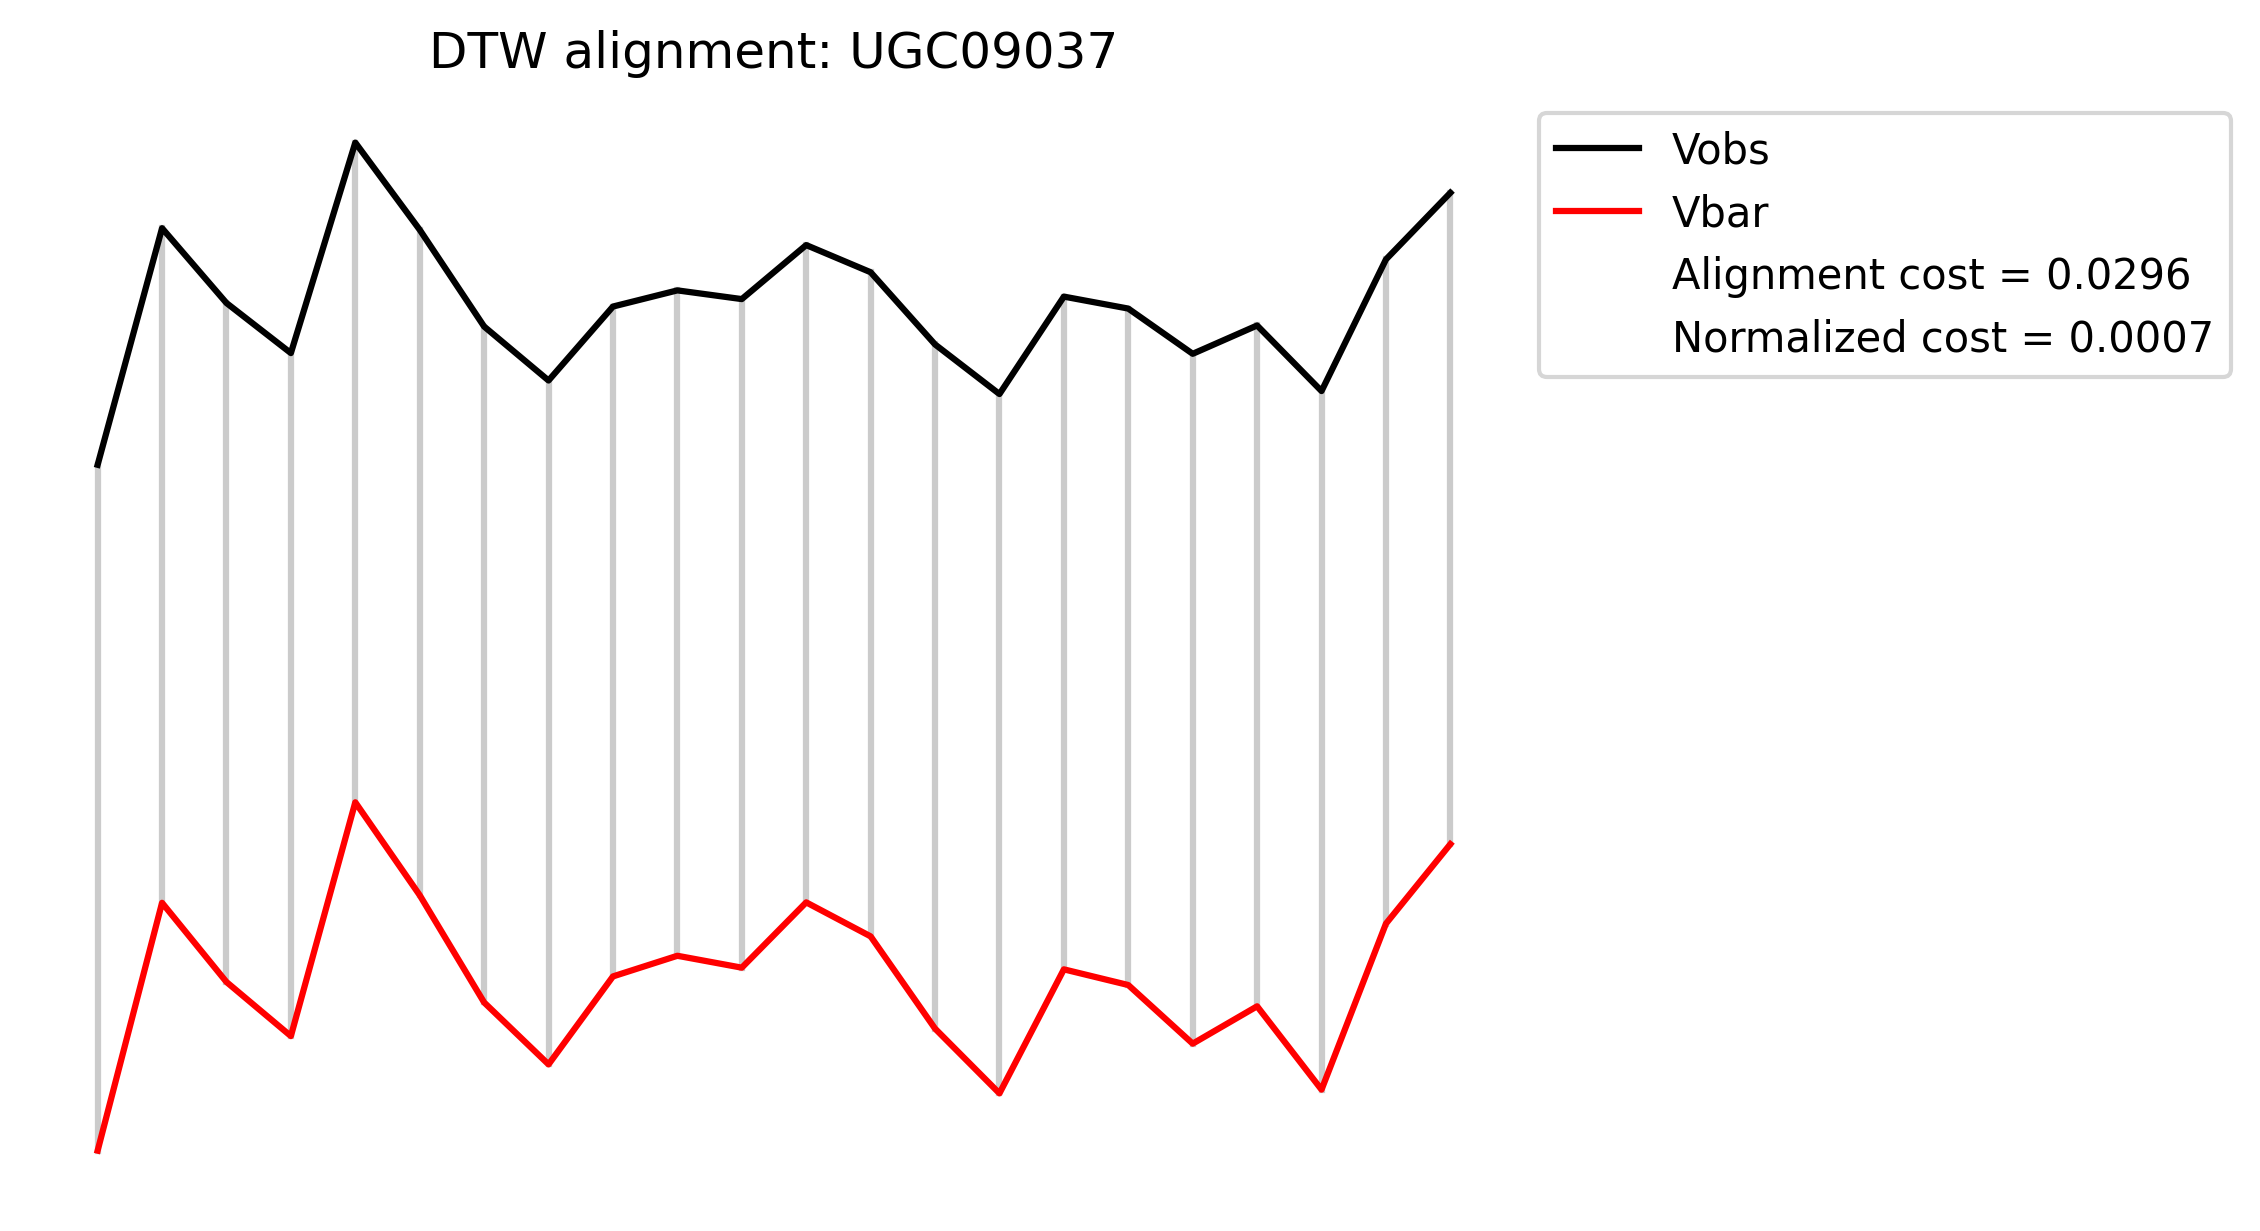 DTW alignment: UGC09037
Vobs
Vbar
Alignment cost = 0.0296
Normalized cost = 0.0007